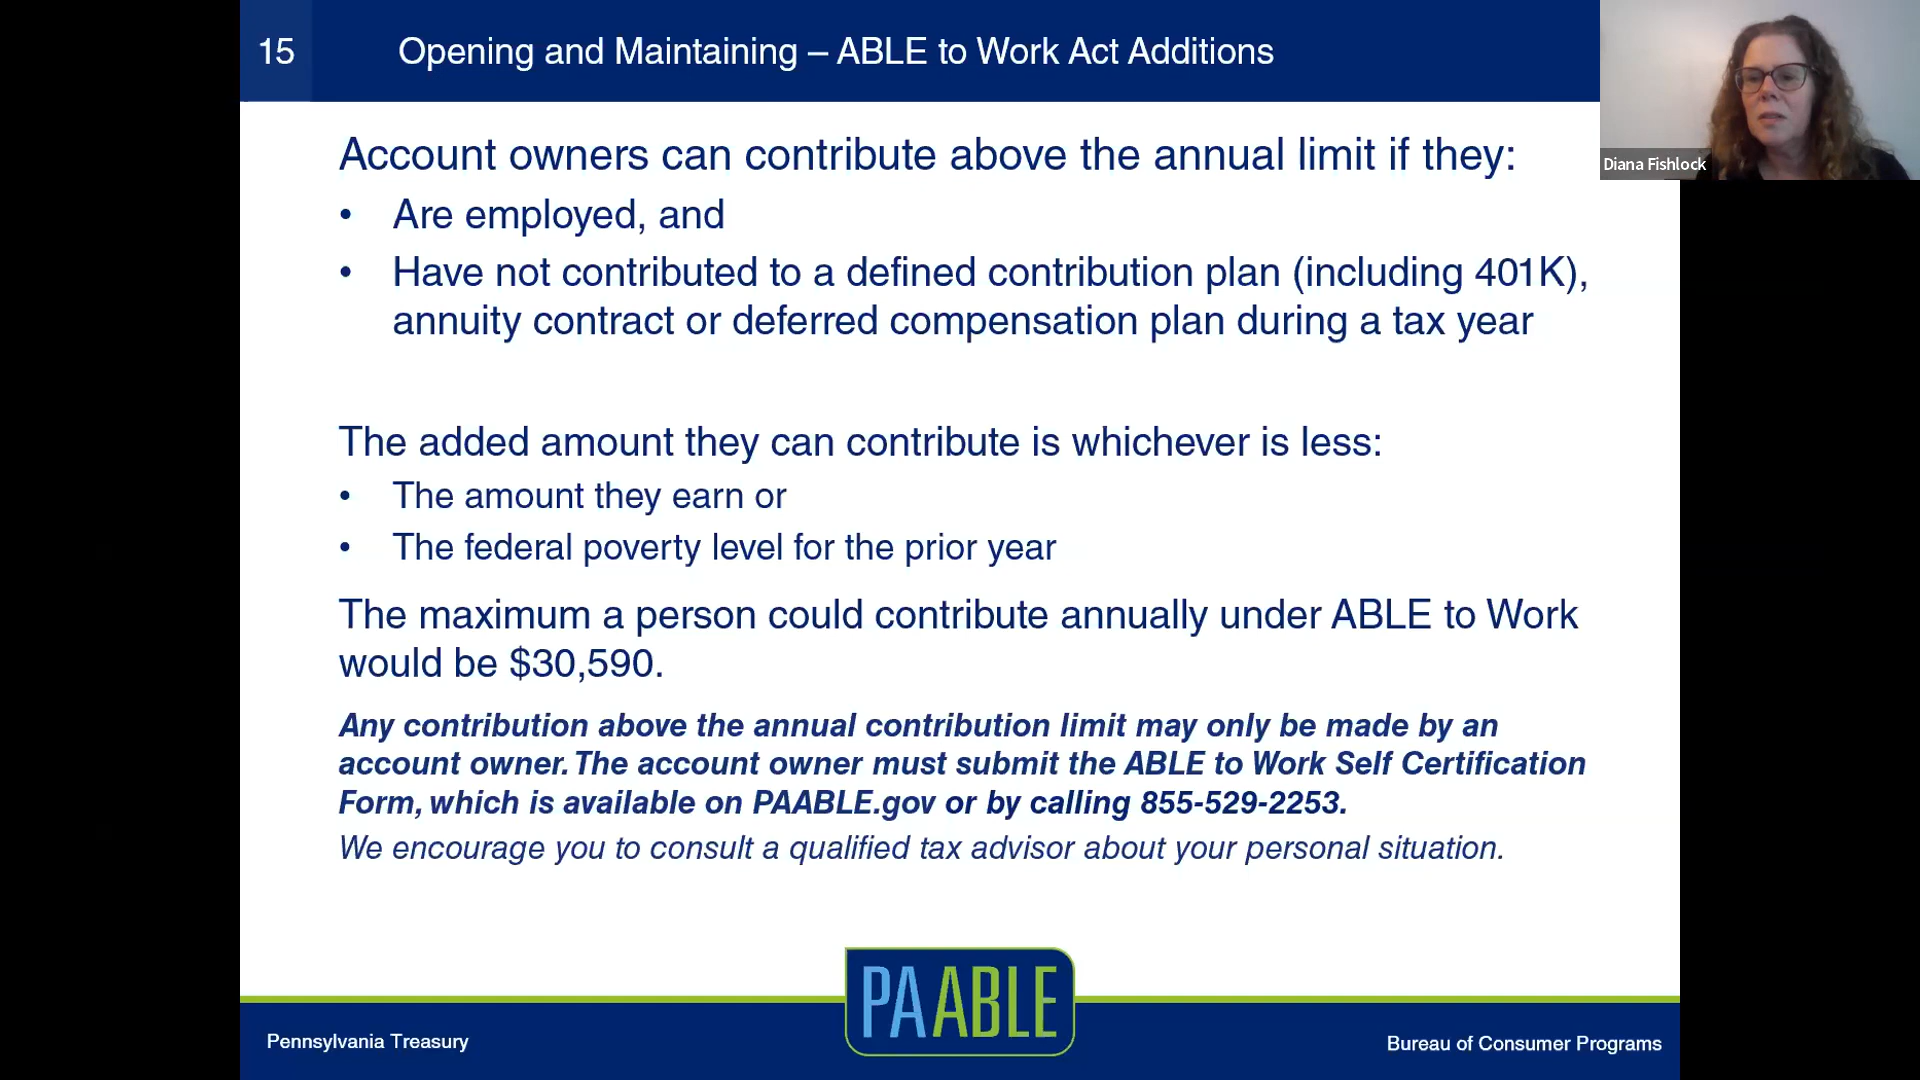 15
Opening and Maintaining – ABLE to Work Act Additions
Diana Fishlock
Account owners can contribute above the annual limit if they:
• Are employed, and
• Have not contributed to a defined contribution plan (including 401K),
annuity contract or deferred compensation plan during a tax year
The added amount they can contribute is whichever is less:
• The amount they earn or
• The federal poverty level for the prior year
The maximum a person could contribute annually under ABLE to Work
would be $30,590.
Any contribution above the annual contribution limit may only be made by an
account owner. The account owner must submit the ABLE to Work Self Certification
Form, which is available on PAABLE.gov or by calling 855-529-2253.
We encourage you to consult a qualified tax advisor about your personal situation.
PAABLE
Pennsylvania Treasury
Bureau of Consumer Programs